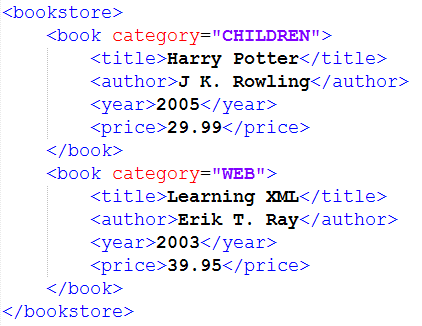 <bookstore>
    <book category="CHILDREN">
        <title>Harry Potter</title>
        <author>J K. Rowling</author>
        <year>2005</year>
        <price>29.99</price>
    </book>
    <book category="WEB">
        <title>Learning XML</title>
        <author>Erik T. Ray</author>
        <year>2003</year>
        <price>39.95</price>
    </book>
</bookstore>